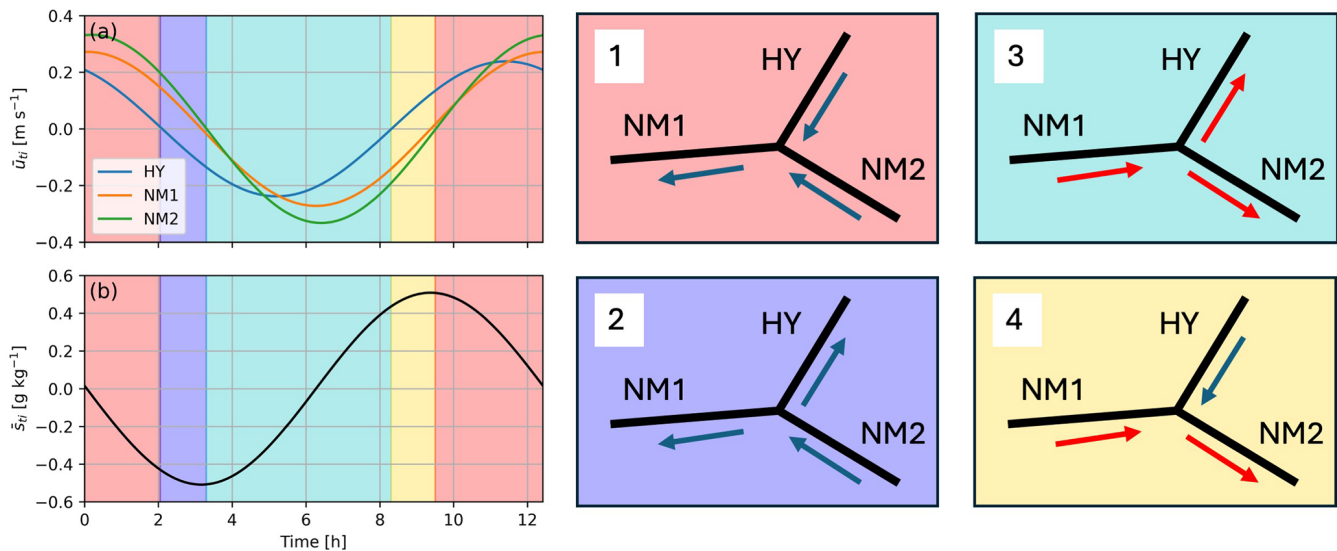 (a)
0.4
0.2
0.0
−0.2
−0.4
ū_ti [m s⁻¹]
HY
NM1
NM2
(b)
0.6
0.4
0.2
0.0
−0.2
−0.4
−0.6
s̄_ti [g kg⁻¹]
0 2 4 6 8 10 12
Time [h]
1
HY
NM1
NM2
3
HY
NM1
NM2
2
HY
NM1
NM2
4
HY
NM1
NM2